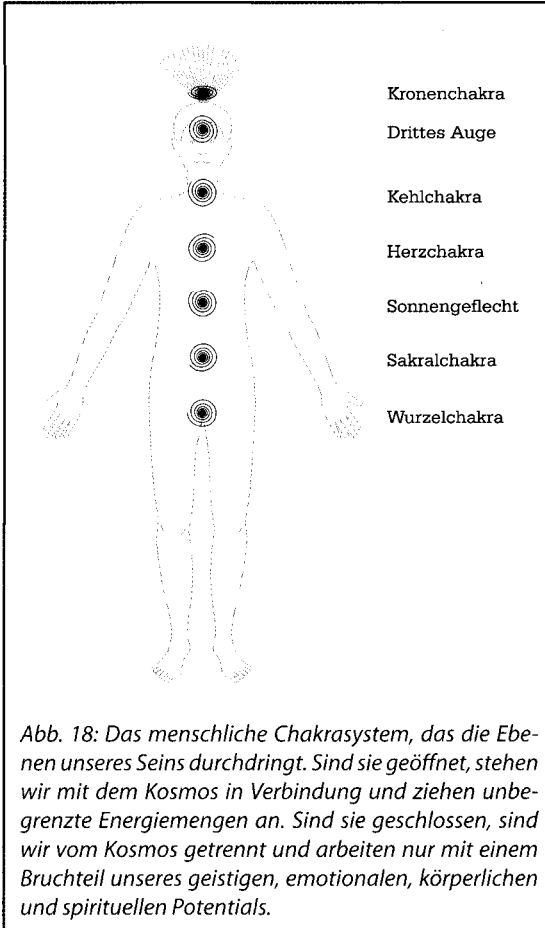 Kronenchakra
Drittes Auge
Kehlchakra
Herzchakra
Sonnengeflecht
Sakralchakra
Wurzelchakra
Abb. 18: Das menschliche Chakrasystem, das die Ebe-
nen unseres Seins durchdringt. Sind sie geöffnet, stehen
wir mit dem Kosmos in Verbindung und ziehen unbe-
grenzte Energiemengen an. Sind sie geschlossen, sind
wir vom Kosmos getrennt und arbeiten nur mit einem
Bruchteil unseres geistigen, emotionalen, körperlichen
und spirituellen Potentials.